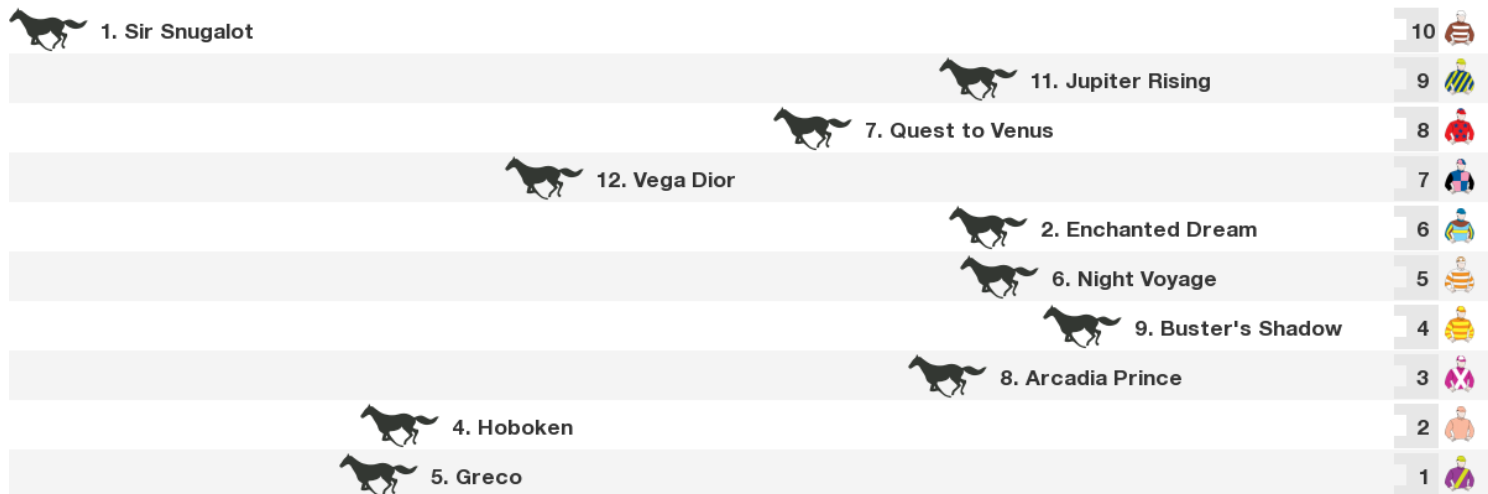 1. Sir Snugalot 10
11. Jupiter Rising 9
7. Quest to Venus 8
12. Vega Dior 7
2. Enchanted Dream 6
6. Night Voyage 5
9. Buster's Shadow 4
8. Arcadia Prince 3
4. Hoboken 2
5. Greco 1